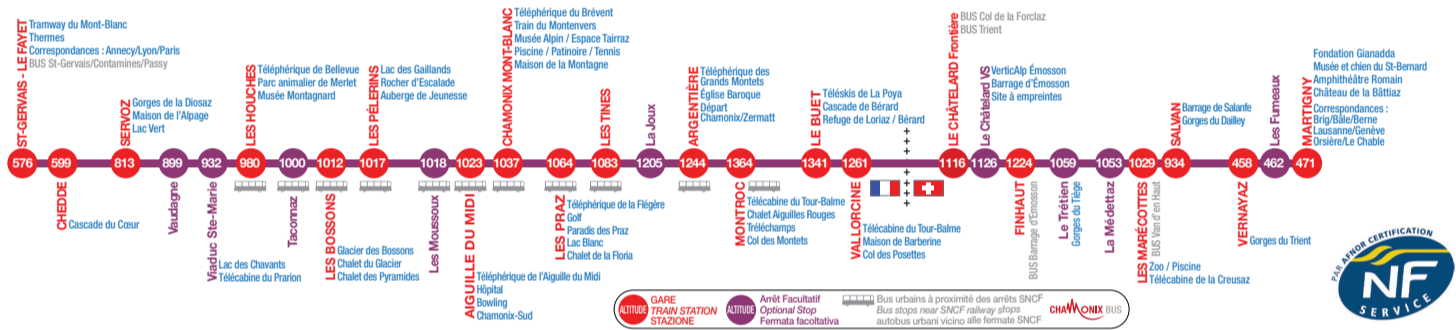 ST-GERVAIS - LE FAYET
Tramway du Mont-Blanc
Thermes
Correspondances : Annecy/Lyon/Paris
BUS St-Gervais/Contamines/Passy
576
599
CHEDDE
Cascade du Cœur
SERVOZ
Gorges de la Diosaz
Maison de l'Alpage
Lac Vert
813
899
Vaudagne
932
Viaduc Ste-Marie
Lac des Chavants
Télécabine du Prarion
LES HOUCHES
Téléphérique de Bellevue
Parc animalier de Merlet
Musée Montagnard
980
1000
Taconnaz
1012
LES BOSSONS
Glacier des Bossons
Chalet du Glacier
Chalet des Pyramides
LES PÉLERINS
Lac des Gaillands
Rocher d'Escalade
Auberge de Jeunesse
1017
1018
Les Moussoux
1023
AIGUILLE DU MIDI
Téléphérique de l'Aiguille du Midi
Hôpital
Bowling
Chamonix-Sud
CHAMONIX MONT-BLANC
Téléphérique du Brévent
Train du Montenvers
Musée Alpin / Espace Tairraz
Piscine / Patinoire / Tennis
Maison de la Montagne
1037
1064
LES PRAZ
Téléphérique de la Flégère
Golf
Paradis des Praz
Lac Blanc
Chalet de la Floria
LES TINES
1083
La Joux
1205
ARGENTIÈRE
Téléphérique des
Grands Montets
Église Baroque
Départ
Chamonix/Zermatt
1244
1364
MONTROC
Télécabine du Tour-Balme
Chalet Aiguilles Rouges
Tréléchamps
Col des Montets
LE BUET
Téléskis de La Poya
Cascade de Bérard
Refuge de Loriaz / Bérard
1341
1261
VALLORCINE
Télécabine du Tour-Balme
Maison de Barberine
Col des Posettes
LE CHÂTELARD Frontière
BUS Col de la Forclaz
BUS Trient
1116
Le Châtelard VS
VerticAlp Émosson
Barrage d'Émosson
Site à empreintes
1126
1224
FINHAUT
BUS Barrage d'Emosson
1059
Le Trétien
Gorges du Tiège
1053
La Médettaz
1029
LES MARÉCOTTES
BUS Van d'en Haut
Zoo / Piscine
Télécabine de la Creusaz
SALVAN
Barrage de Salanfe
Gorges du Dailley
934
458
VERNAYAZ
Gorges du Trient
Les Fumeaux
462
MARTIGNY
Fondation Gianadda
Musée et chien du St-Bernard
Amphithéâtre Romain
Château de la Bâttiaz
Correspondances :
Brig/Bâle/Berne
Lausanne/Genève
Orsière/Le Chable
471
ALTITUDE
GARE
TRAIN STATION
STAZIONE
ALTITUDE
Arrêt Facultatif
Optional Stop
Fermata facoltativa
Bus urbains à proximité des arrêts SNCF
Bus stops near SNCF railway stops
autobus urbani vicino alle fermate SNCF
CHAMONIX BUS
PAR AFNOR CERTIFICATION
NF
SERVICE